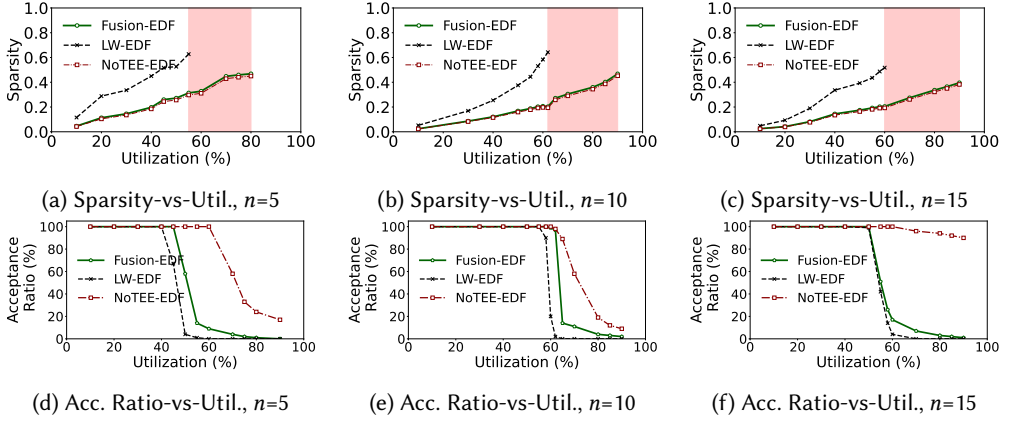 1.0
0.8
0.6
0.4
0.2
0.0
Sparsity
Fusion-EDF
LW-EDF
NoTEE-EDF
0 20 40 60 80 100
Utilization (%)
1.0
0.8
0.6
0.4
0.2
0.0
Sparsity
Fusion-EDF
LW-EDF
NoTEE-EDF
0 20 40 60 80 100
Utilization (%)
1.0
0.8
0.6
0.4
0.2
0.0
Sparsity
Fusion-EDF
LW-EDF
NoTEE-EDF
0 20 40 60 80 100
Utilization (%)
(a) Sparsity-vs-Util., n=5
(b) Sparsity-vs-Util., n=10
(c) Sparsity-vs-Util., n=15
100
80
60
40
20
0
Acceptance
Ratio (%)
Fusion-EDF
LW-EDF
NoTEE-EDF
0 20 40 60 80 100
Utilization (%)
100
80
60
40
20
0
Acceptance
Ratio (%)
Fusion-EDF
LW-EDF
NoTEE-EDF
0 20 40 60 80 100
Utilization (%)
100
80
60
40
20
0
Acceptance
Ratio (%)
Fusion-EDF
LW-EDF
NoTEE-EDF
0 20 40 60 80 100
Utilization (%)
(d) Acc. Ratio-vs-Util., n=5
(e) Acc. Ratio-vs-Util., n=10
(f) Acc. Ratio-vs-Util., n=15